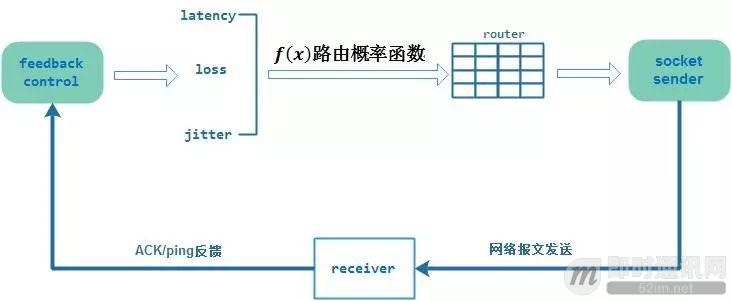 latency
feedback
control
loss
jitter
f(x)路由概率函数
router
socket
sender
ACK/ping反馈
receiver
网络报文发送
即时通讯网
52im.net